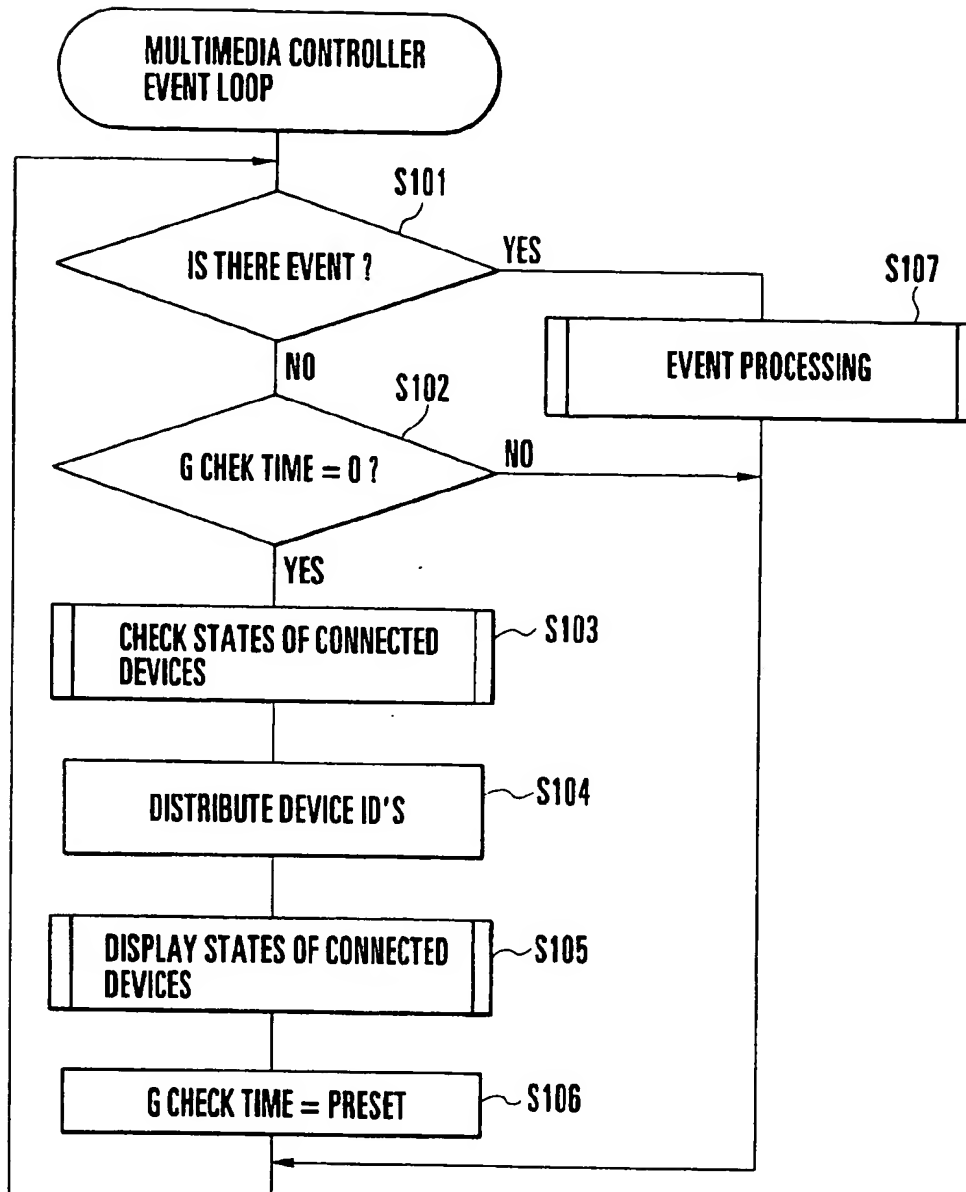 MULTIMEDIA CONTROLLER
EVENT LOOP
S101
IS THERE EVENT ?
YES
S107
EVENT PROCESSING
NO
S102
G CHEK TIME = 0 ?
NO
YES
CHECK STATES OF CONNECTED
DEVICES
S103
DISTRIBUTE DEVICE ID'S
S104
DISPLAY STATES OF CONNECTED
DEVICES
S105
G CHECK TIME = PRESET
S106